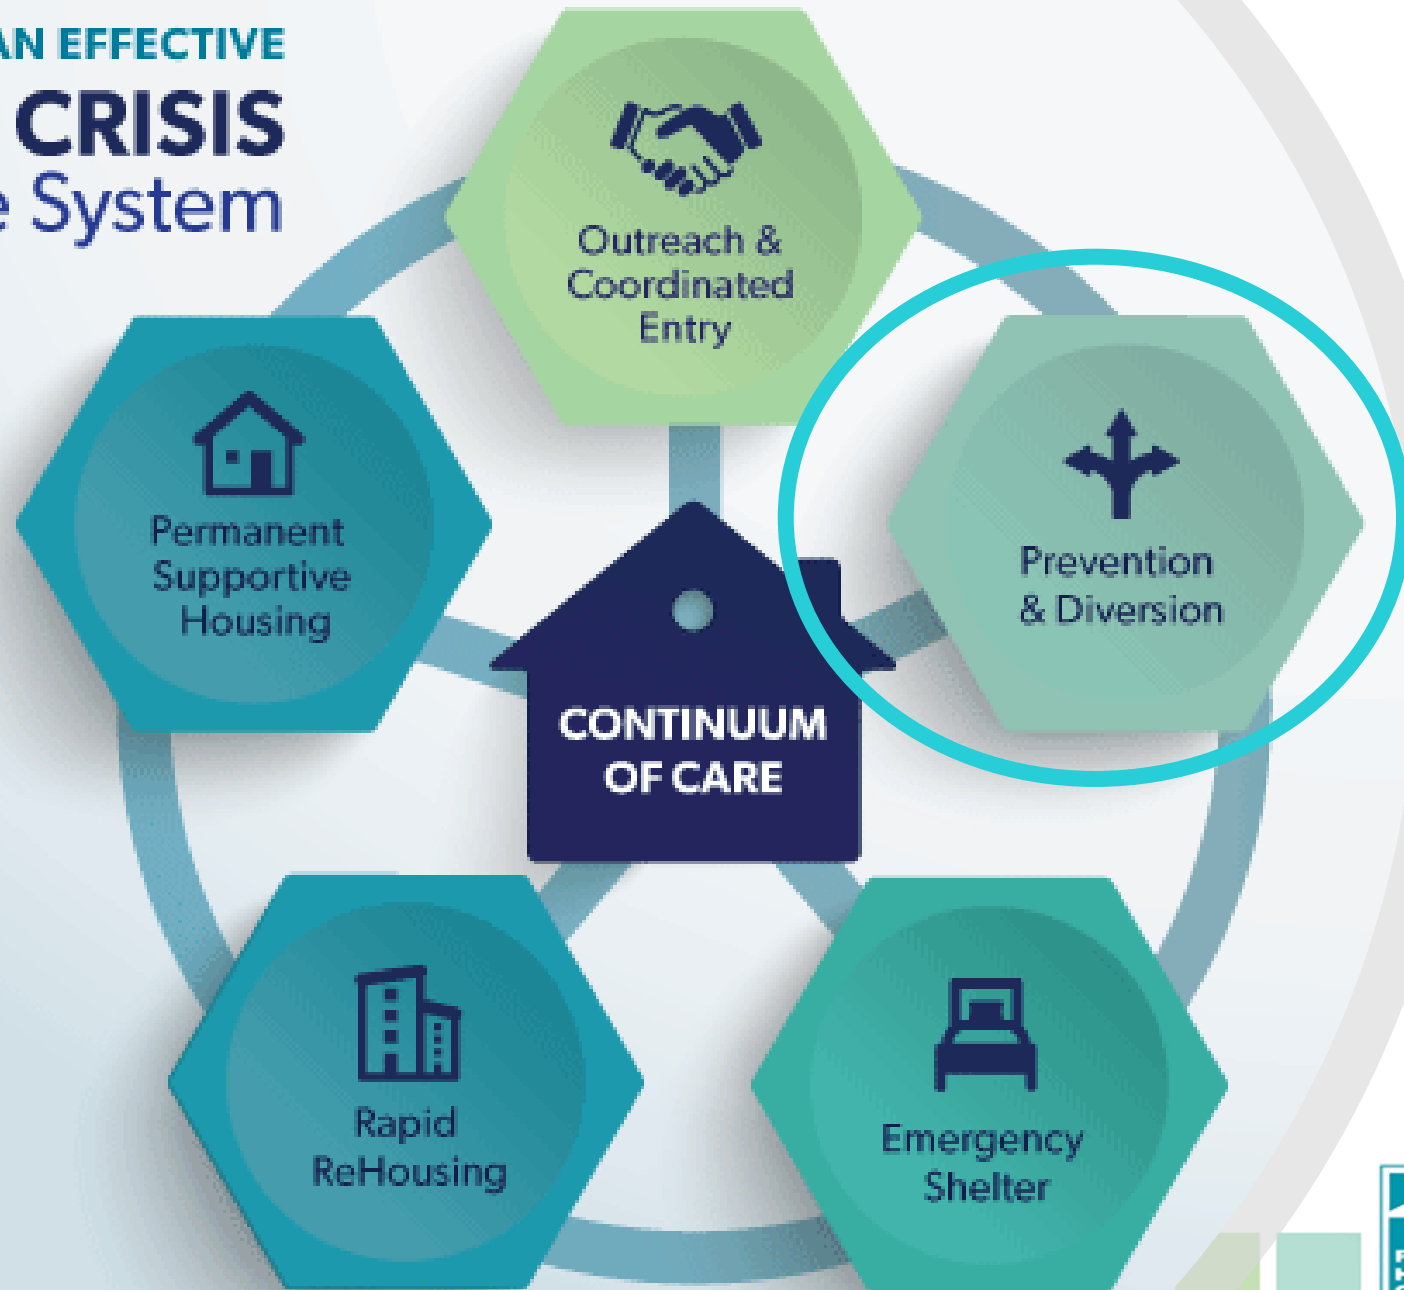 AN EFFECTIVE
CRISIS
e System
Outreach &
Coordinated
Entry
Prevention
& Diversion
Permanent
Supportive
Housing
CONTINUUM
OF CARE
Rapid
ReHousing
Emergency
Shelter